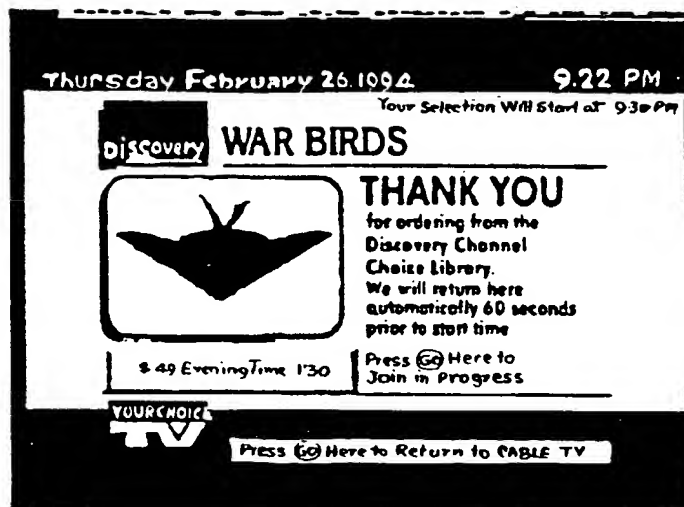 Thursday February 26.1994 9.22 PM
Your Selection Will Start at 9:30 PM
Discovery WAR BIRDS
THANK YOU
for ordering from the
Discovery Channel
Choice Library.
We will return here
automatically 60 seconds
prior to start time
$ .49 Evening Time 1'30
Press GO Here to
Join in Progress
YOUR CHOICE
TV
Press GO Here to Return to CABLE TV